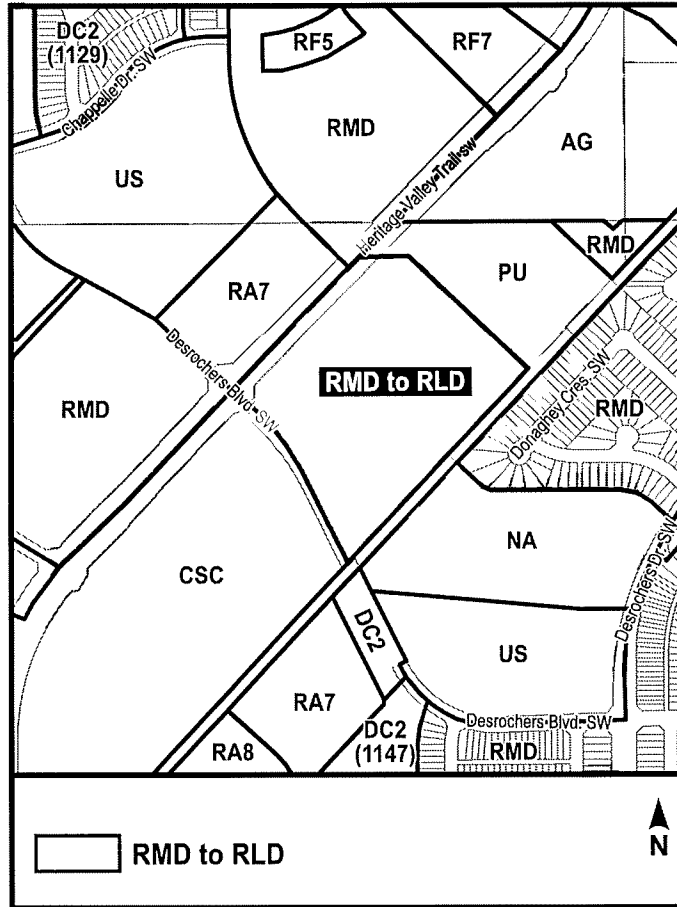 DC2
(1129)
Chappelle Dr. SW
RF5
RF7
RMD
AG
US
Heritage Valley Trail sw
RMD
PU
RA7
Desrochers Blvd. SW
RMD to RLD
RMD
Donaghey Cres. SW
RMD
NA
CSC
Desrochers Dr. SW
DC2
US
RA7
DC2
(1147)
Desrochers Blvd. SW
RMD
RA8
RMD to RLD
N